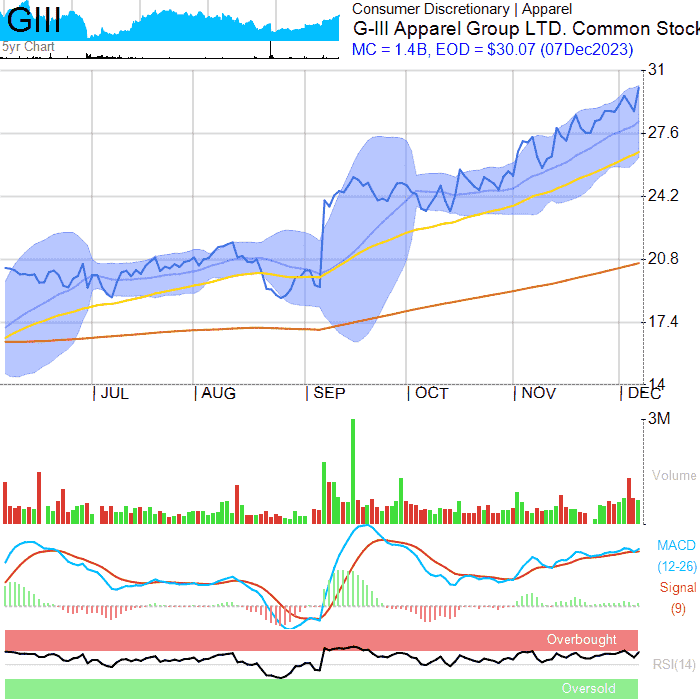 GIII
5yr Chart
Consumer Discretionary | Apparel
G-III Apparel Group LTD. Common Stock
MC = 1.4B, EOD = $30.07 (07Dec2023)
31
27.6
24.2
20.8
17.4
14
| JUL | AUG | SEP | OCT | NOV | DEC
3M
Volume
MACD
(12-26)
Signal
(9)
Overbought
RSI(14)
Oversold